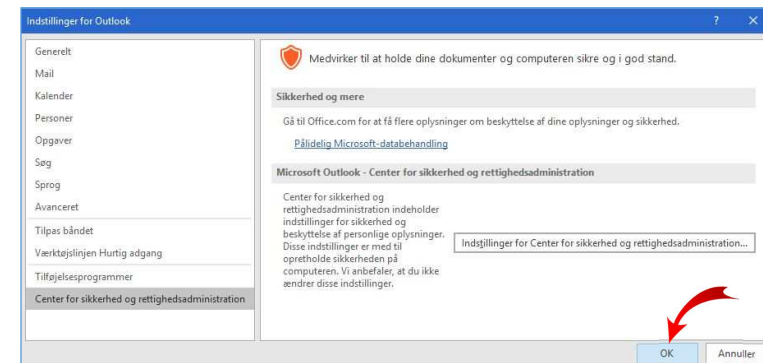 Indstillinger for Outlook
Generelt
Mail
Kalender
Personer
Opgaver
Søg
Sprog
Avanceret
Tilpas båndet
Værktøjslinjen Hurtig adgang
Tilføjelsesprogrammer
Center for sikkerhed og rettighedsadministration
Medvirker til at holde dine dokumenter og computeren sikre og i god stand.
Sikkerhed og mere
Gå til Office.com for at få flere oplysninger om beskyttelse af dine oplysninger og sikkerhed.
Pålidelig Microsoft-databehandling
Microsoft Outlook - Center for sikkerhed og rettighedsadministration
Center for sikkerhed og
rettighedsadministration indeholder
indstillinger for sikkerhed og
beskyttelse af personlige oplysninger.
Disse indstillinger er med til
opretholde sikkerheden på
computeren. Vi anbefaler, at du ikke
ændrer disse indstillinger.
Indstillinger for Center for sikkerhed og rettighedsadministration...
OK
Annuller